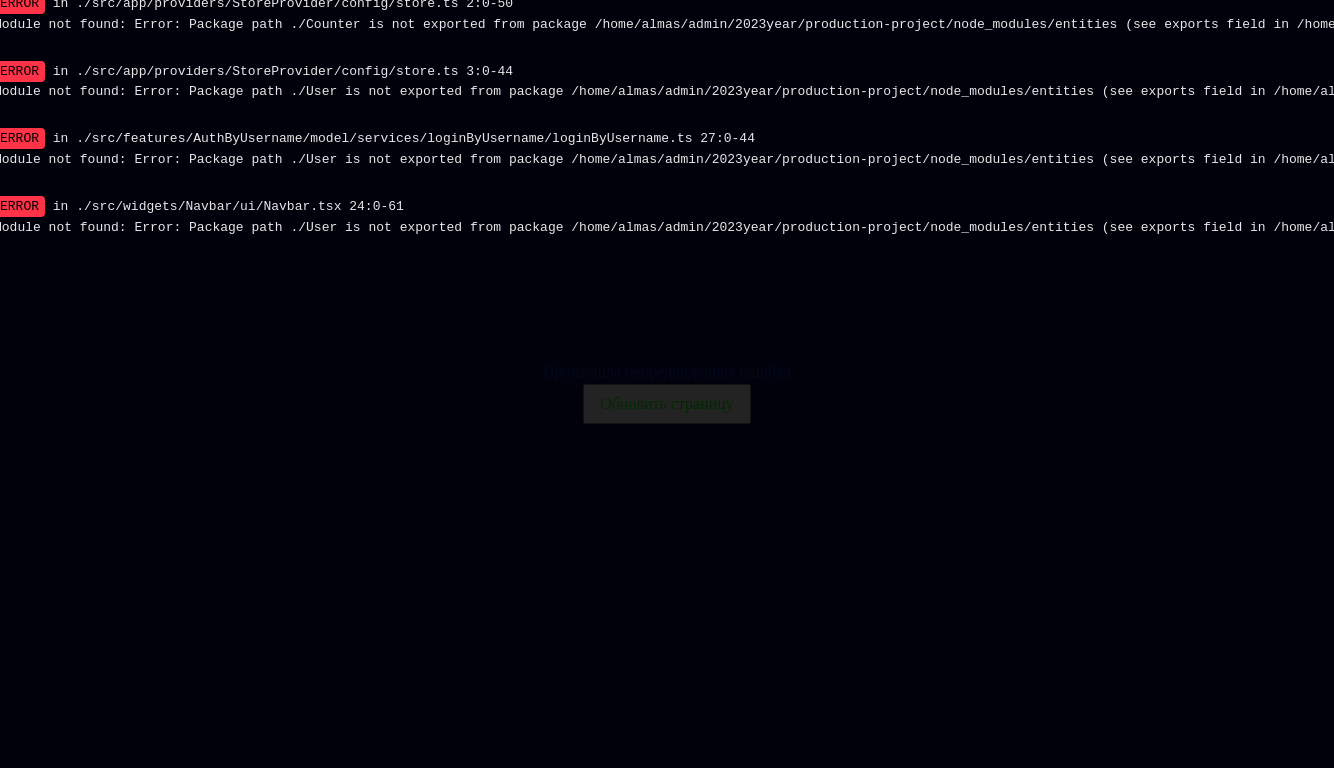 ERROR in ./src/app/providers/StoreProvider/config/store.ts 2:0-50
Module not found: Error: Package path ./Counter is not exported from package /home/almas/admin/2023year/production-project/node_modules/entities (see exports field in /home
ERROR in ./src/app/providers/StoreProvider/config/store.ts 3:0-44
Module not found: Error: Package path ./User is not exported from package /home/almas/admin/2023year/production-project/node_modules/entities (see exports field in /home/al
ERROR in ./src/features/AuthByUsername/model/services/loginByUsername/loginByUsername.ts 27:0-44
Module not found: Error: Package path ./User is not exported from package /home/almas/admin/2023year/production-project/node_modules/entities (see exports field in /home/al
ERROR in ./src/widgets/Navbar/ui/Navbar.tsx 24:0-61
Module not found: Error: Package path ./User is not exported from package /home/almas/admin/2023year/production-project/node_modules/entities (see exports field in /home/al
Произошла непредвиденная ошибка
Обновить страницу